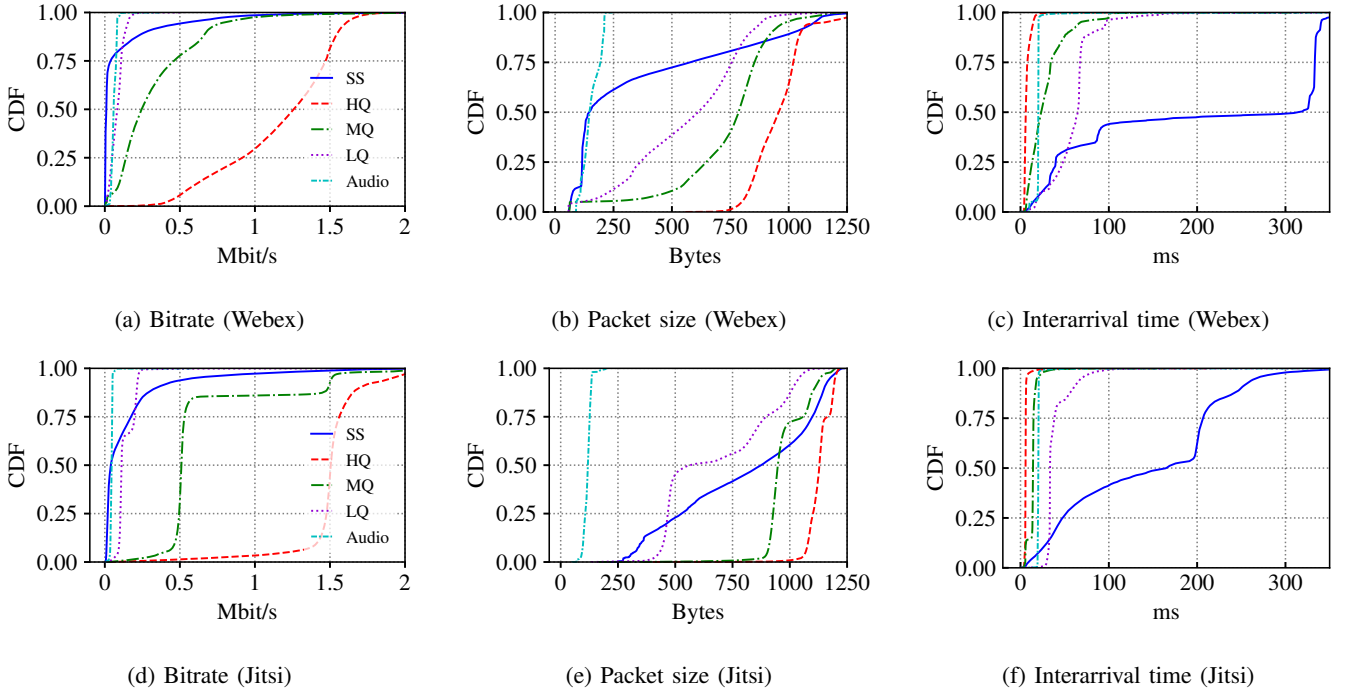 1.00
0.75
0.50
0.25
0.00
CDF
0 0.5 1 1.5 2
Mbit/s
SS
HQ
MQ
LQ
Audio
(a) Bitrate (Webex)
1.00
0.75
0.50
0.25
0.00
CDF
0 250 500 750 1000 1250
Bytes
(b) Packet size (Webex)
1.00
0.75
0.50
0.25
0.00
CDF
0 100 200 300
ms
(c) Interarrival time (Webex)
1.00
0.75
0.50
0.25
0.00
CDF
0 0.5 1 1.5 2
Mbit/s
SS
HQ
MQ
LQ
Audio
(d) Bitrate (Jitsi)
1.00
0.75
0.50
0.25
0.00
CDF
0 250 500 750 1000 1250
Bytes
(e) Packet size (Jitsi)
1.00
0.75
0.50
0.25
0.00
CDF
0 100 200 300
ms
(f) Interarrival time (Jitsi)